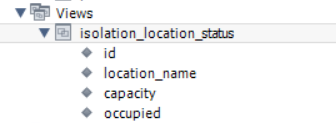 Views
isolation_location_status
id
location_name
capacity
occupied